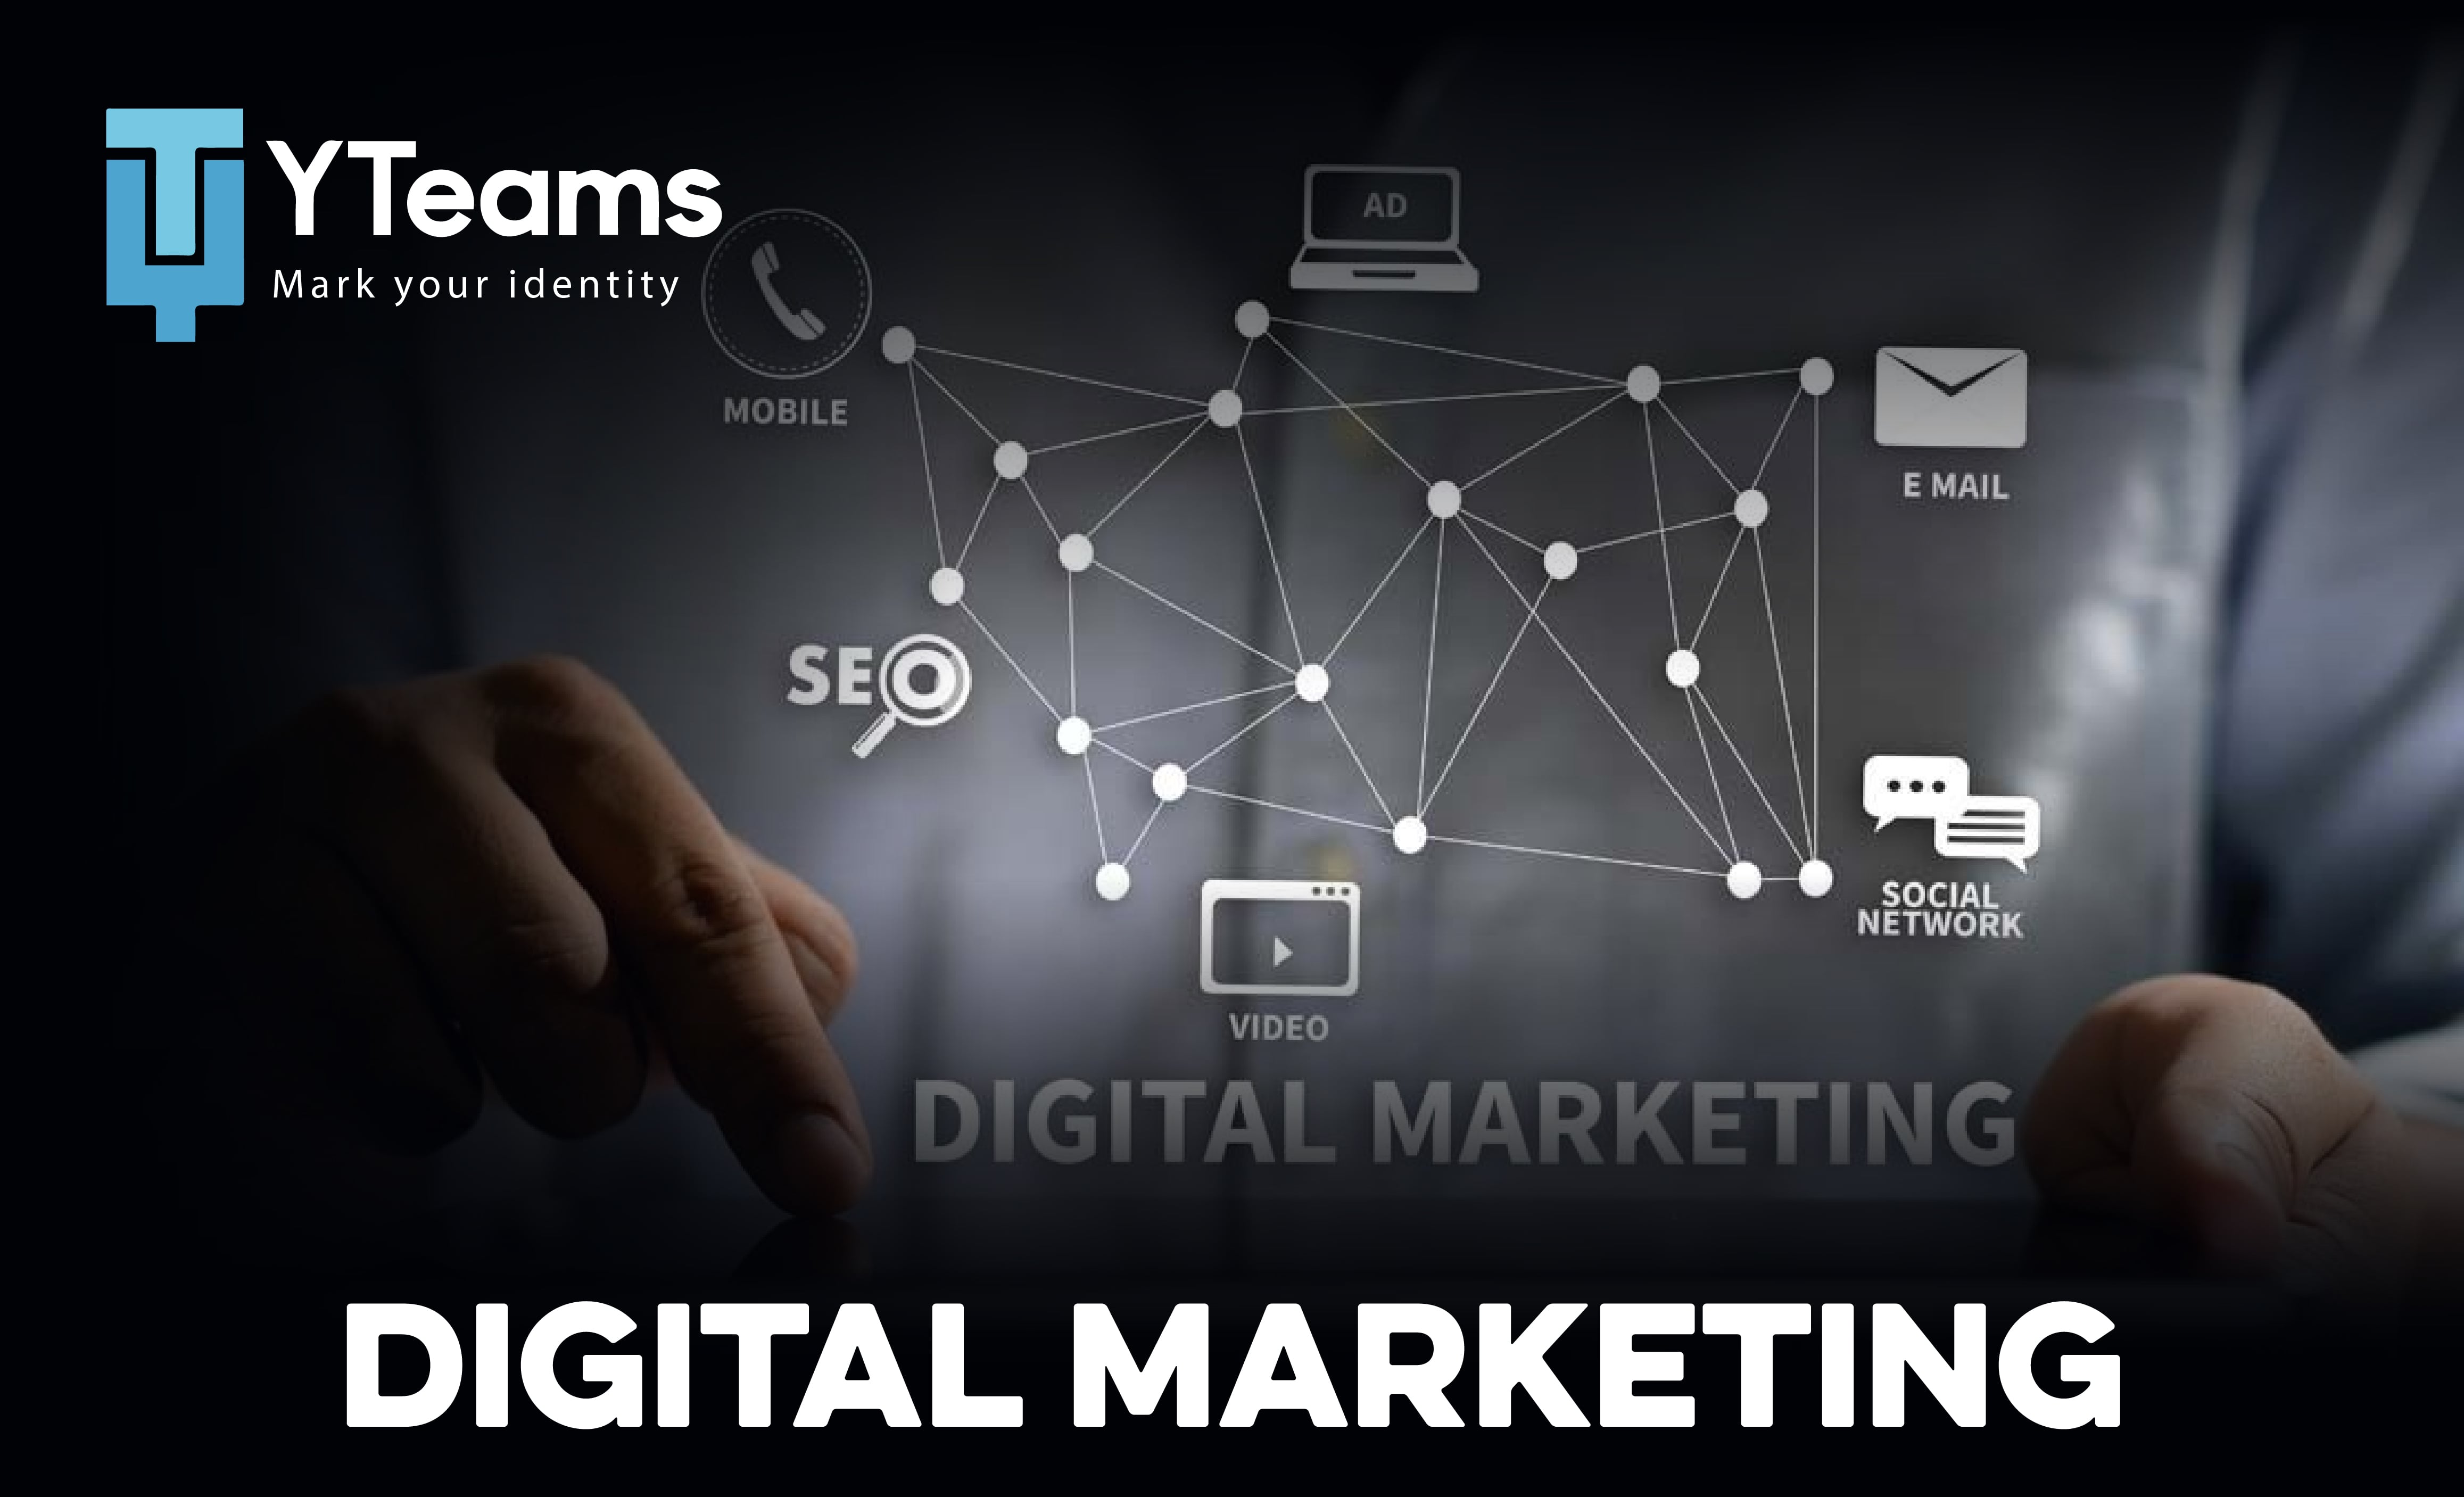 YTeams
Mark your identity
AD
MOBILE
E MAIL
SEO
SOCIAL
NETWORK
VIDEO
DIGITAL MARKETING
DIGITAL MARKETING